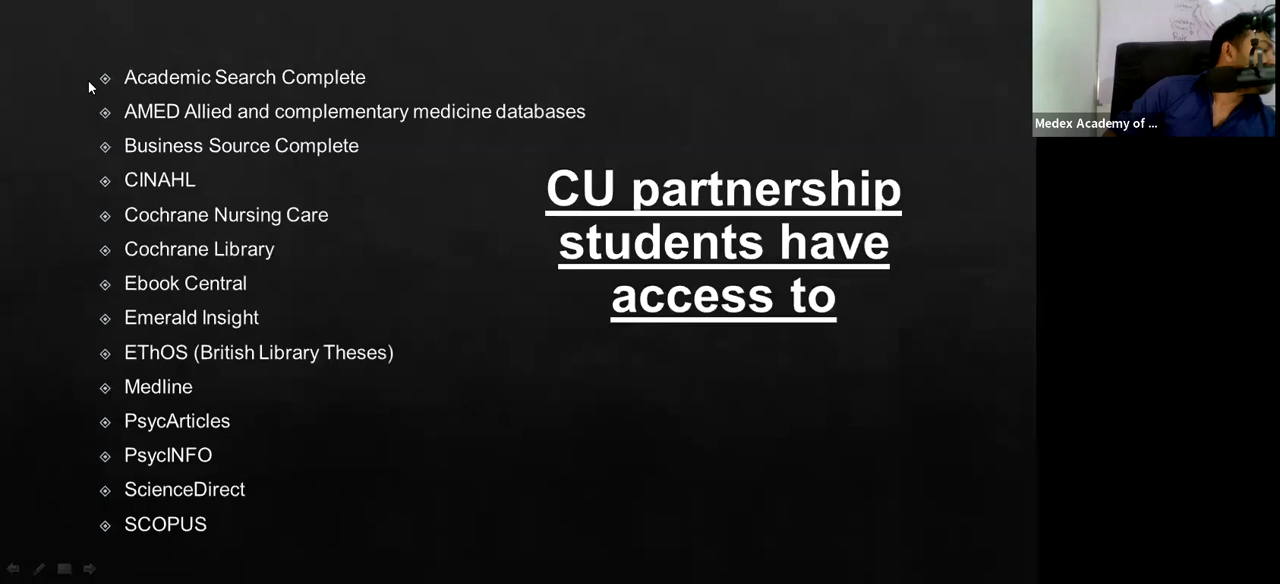 Academic Search Complete
AMED Allied and complementary medicine databases
Business Source Complete
CINAHL
Cochrane Nursing Care
Cochrane Library
Ebook Central
Emerald Insight
EThOS (British Library Theses)
Medline
PsycArticles
PsycINFO
ScienceDirect
SCOPUS
CU partnership
students have
access to
Medex Academy of ...